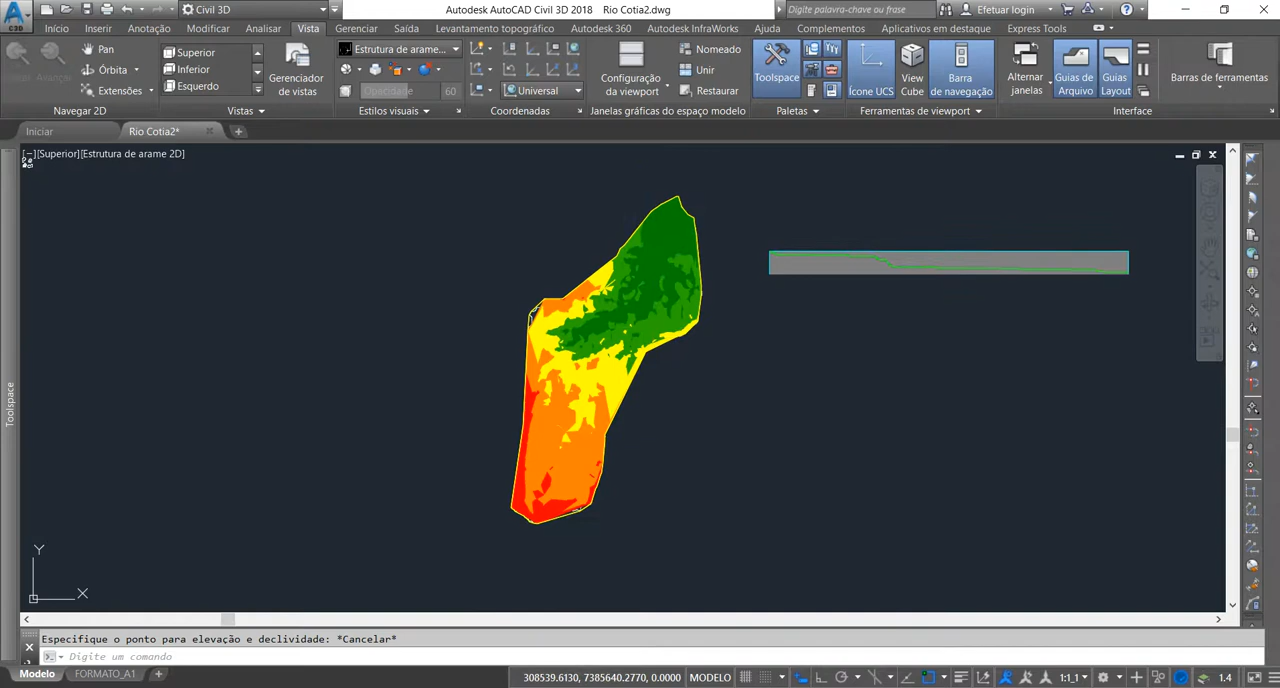 Civil 3D
Autodesk AutoCAD Civil 3D 2018 Rio Cotia2.dwg
Digite palavra-chave ou frase
Efetuar login
C3D
Início Inserir Anotação Modificar Analisar Vista Gerenciar Saída Levantamento topográfico Autodesk 360 Ajuda Autodesk InfraWorks Complementos Aplicativos em destaque Express Tools
Pan
Órbita
Extensões
Superior
Inferior
Esquerdo
Gerenciador
de vistas
Estrutura de arame...
Opacidade 60
Universal
Configuração
da viewport
Nomeado
Unir
Restaurar
Toolspace
Ícone UCS
View
Cube
Barra
de navegação
Alternar
janelas
Guias de
Arquivo
Guias
Layout
Barras de ferramentas
Navegar 2D Vistas Estilos visuais Coordenadas Janelas gráficas do espaço modelo Paletas Ferramentas de viewport Interface
Iniciar Rio Cotia2*
[−][Superior][Estrutura de arame 2D]
Toolspace
Y
X
Especifique o ponto para elevação e declividade: *Cancelar*
Digite um comando
Modelo FORMATO_A1
308539.6130, 7385640.2770, 0.0000 MODELO 1:1_1 1.4